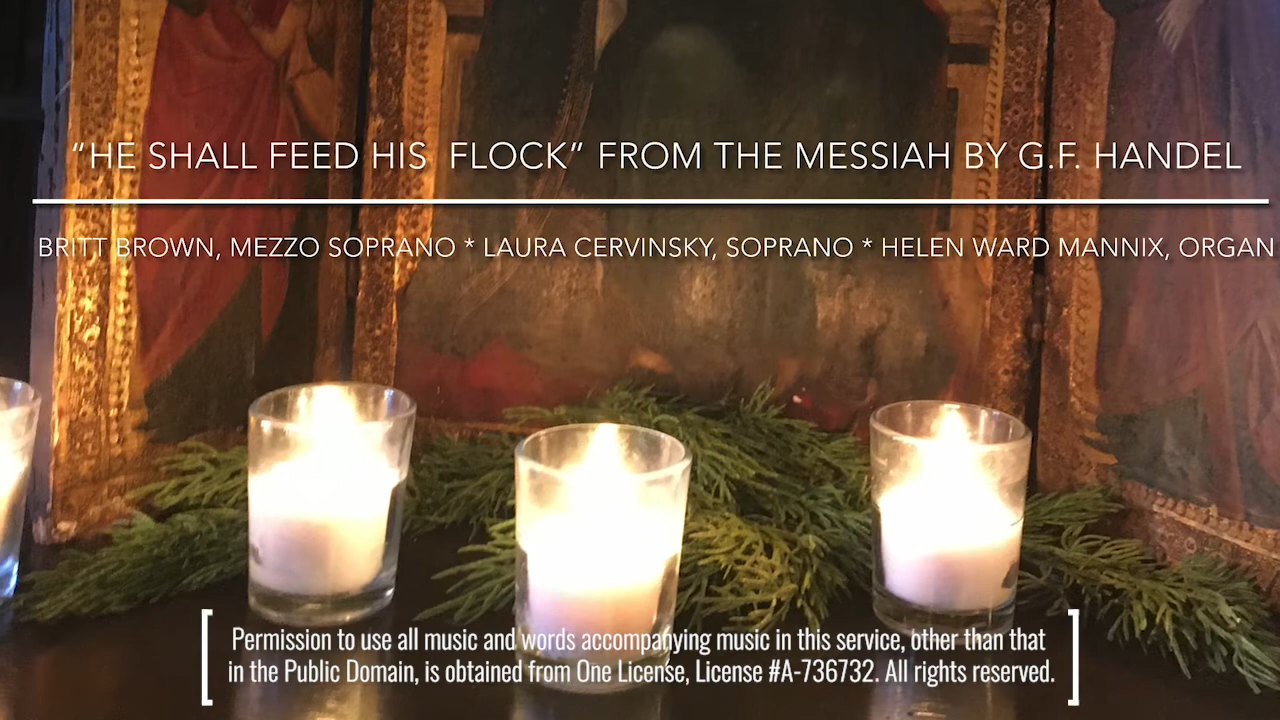 “HE SHALL FEED HIS  FLOCK” FROM THE MESSIAH BY G.F. HANDEL
BRITT BROWN, MEZZO SOPRANO * LAURA CERVINSKY, SOPRANO * HELEN WARD MANNIX, ORGAN
Permission to use all music and words accompanying music in this service, other than that
in the Public Domain, is obtained from One License, License #A-736732. All rights reserved.